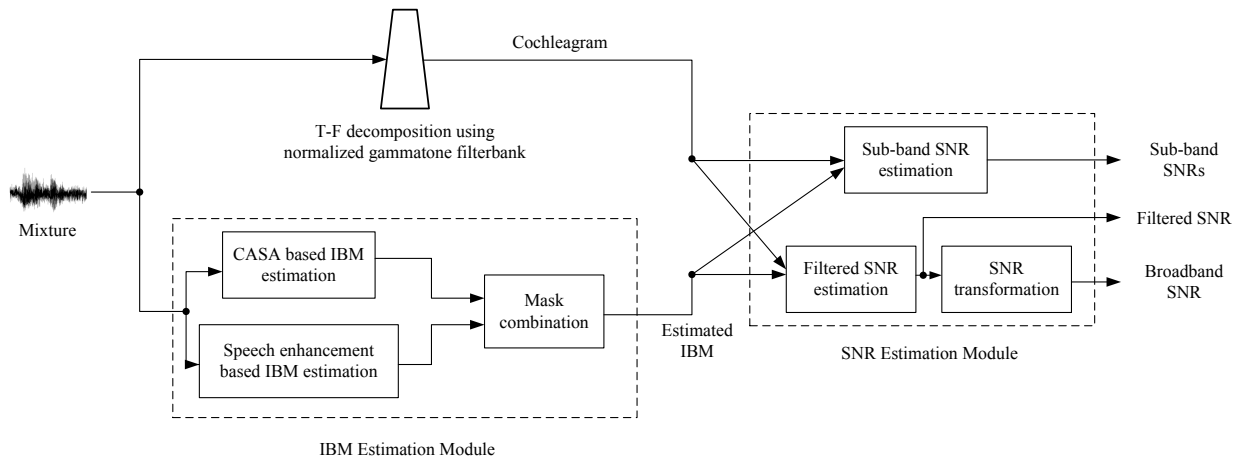 Cochleagram
T-F decomposition using
normalized gammatone filterbank
Mixture
CASA based IBM
estimation
Speech enhancement
based IBM estimation
Mask
combination
IBM Estimation Module
Estimated
IBM
Sub-band SNR
estimation
Filtered SNR
estimation
SNR
transformation
SNR Estimation Module
Sub-band
SNRs
Filtered SNR
Broadband
SNR